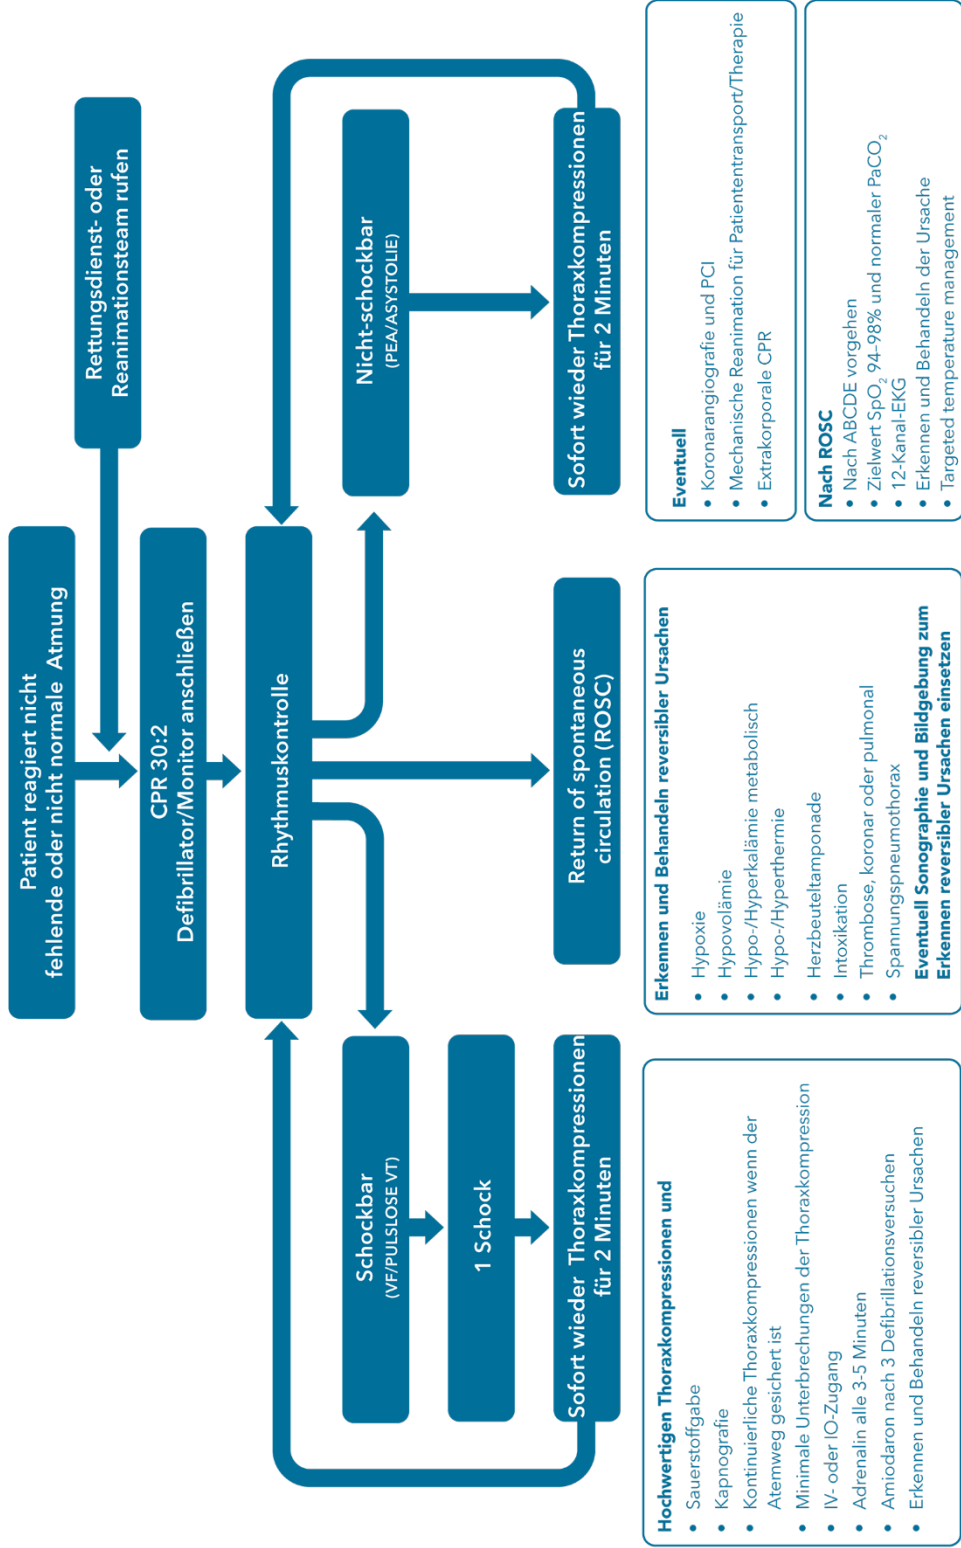 Patient reagiert nicht
fehlende oder nicht normale Atmung
Rettungsdienst- oder
Reanimationsteam rufen
CPR 30:2
Defibrillator/Monitor anschließen
Rhythmuskontrolle
Schockbar
(VF/PULSLOSE VT)
Nicht-schockbar
(PEA/ASYSTOLIE)
1 Schock
Sofort wieder Thoraxkompressionen
für 2 Minuten
Return of spontaneous
circulation (ROSC)
Sofort wieder Thoraxkompressionen
für 2 Minuten
Hochwertigen Thoraxkompressionen und
• Sauerstoffgabe
• Kapnografie
• Kontinuierliche Thoraxkompressionen wenn der
Atemweg gesichert ist
• Minimale Unterbrechungen der Thoraxkompression
• IV- oder IO-Zugang
• Adrenalin alle 3-5 Minuten
• Amiodaron nach 3 Defibrillationsversuchen
• Erkennen und Behandeln reversibler Ursachen
Erkennen und Behandeln reversibler Ursachen
• Hypoxie
• Hypovolämie
• Hypo-/Hyperkalämie metabolisch
• Hypo-/Hyperthermie
• Herzbeuteltamponade
• Intoxikation
• Thrombose, koronar oder pulmonal
• Spannungspneumothorax
Eventuell Sonographie und Bildgebung zum
Erkennen reversibler Ursachen einsetzen
Eventuell
• Koronarangiografie und PCI
• Mechanische Reanimation für Patiententransport/Therapie
• Extrakorporale CPR
Nach ROSC
• Nach ABCDE vorgehen
• Zielwert SpO₂ 94–98% und normaler PaCO₂
• 12-Kanal-EKG
• Erkennen und Behandeln der Ursache
• Targeted temperature management